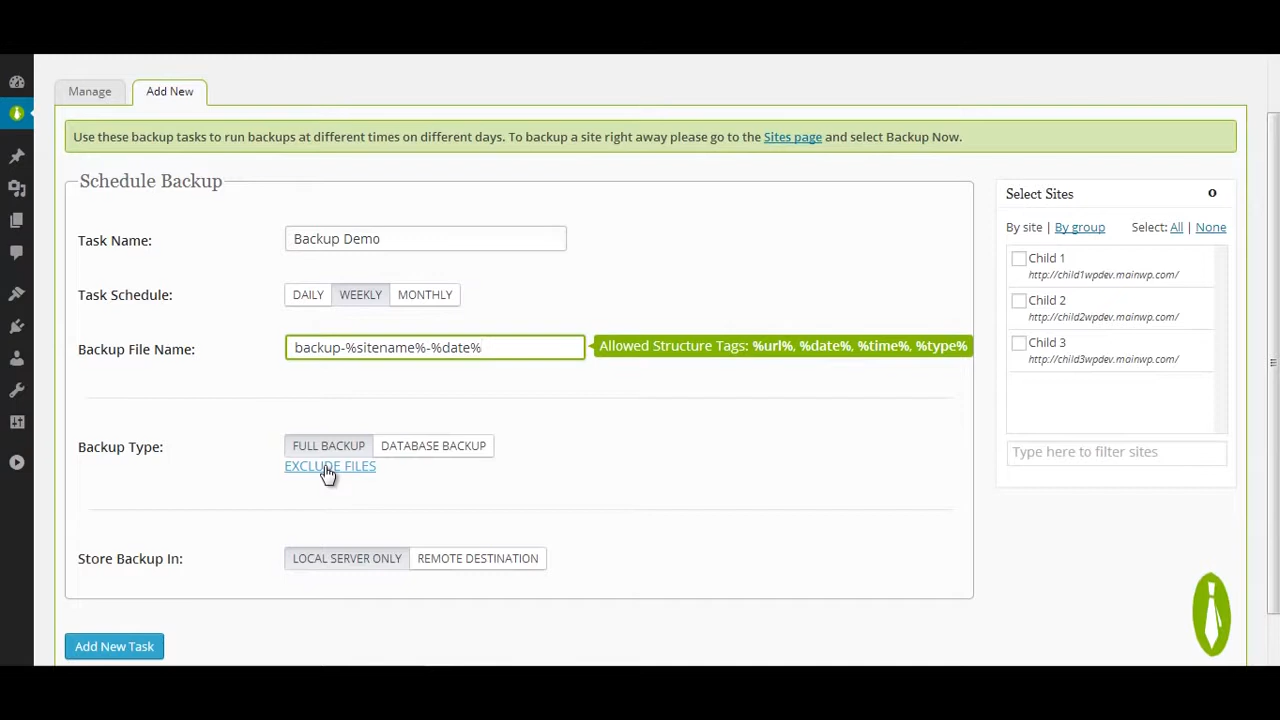 Manage
Add New
Use these backup tasks to run backups at different times on different days. To backup a site right away please go to the Sites page and select Backup Now.
Schedule Backup
Task Name:
Backup Demo
Task Schedule:
DAILY WEEKLY MONTHLY
Backup File Name:
backup-%sitename%-%date%
Allowed Structure Tags: %url%, %date%, %time%, %type%
Backup Type:
FULL BACKUP DATABASE BACKUP
EXCLUDE FILES
Store Backup In:
LOCAL SERVER ONLY REMOTE DESTINATION
Add New Task
Select Sites 0
By site | By group Select: All | None
Child 1
http://child1wpdev.mainwp.com/
Child 2
http://child2wpdev.mainwp.com/
Child 3
http://child3wpdev.mainwp.com/
Type here to filter sites